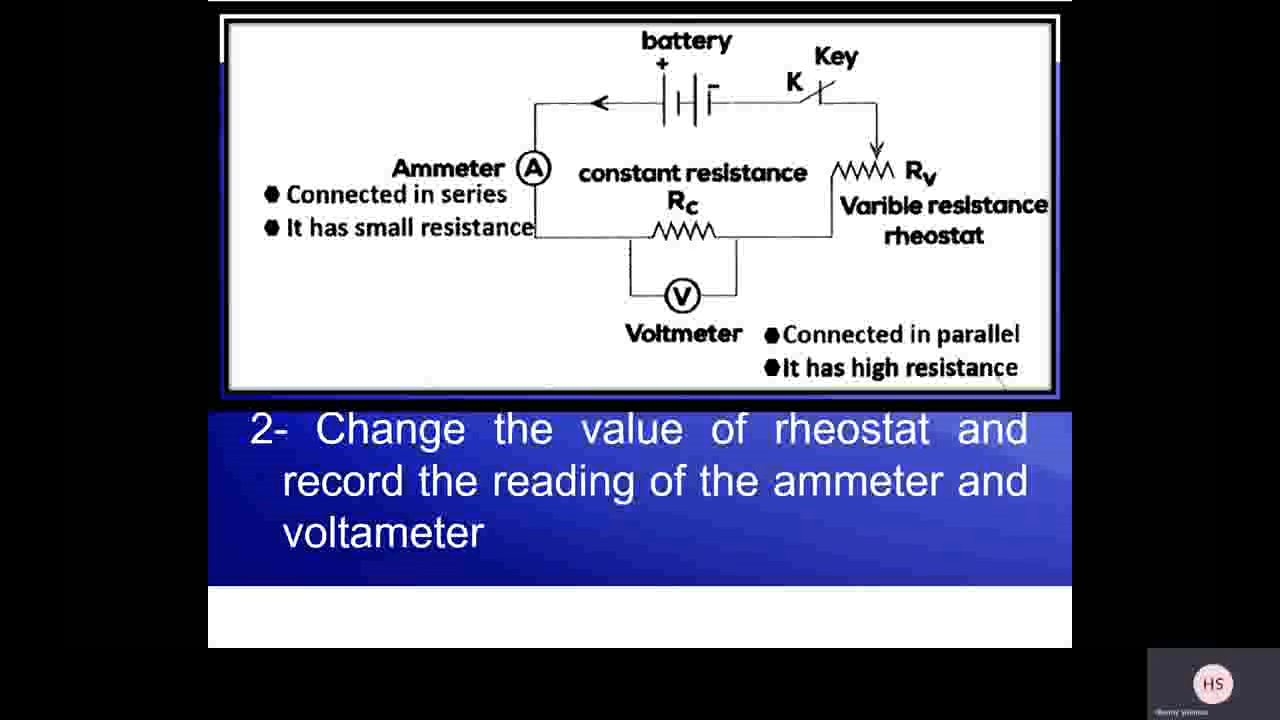 battery
+
-
Key
K
Ammeter A
Connected in series
It has small resistance
constant resistance
Rc
Rv
Varible resistance
rheostat
V
Voltmeter
Connected in parallel
It has high resistance
2- Change the value of rheostat and
record the reading of the ammeter and
voltameter
HS